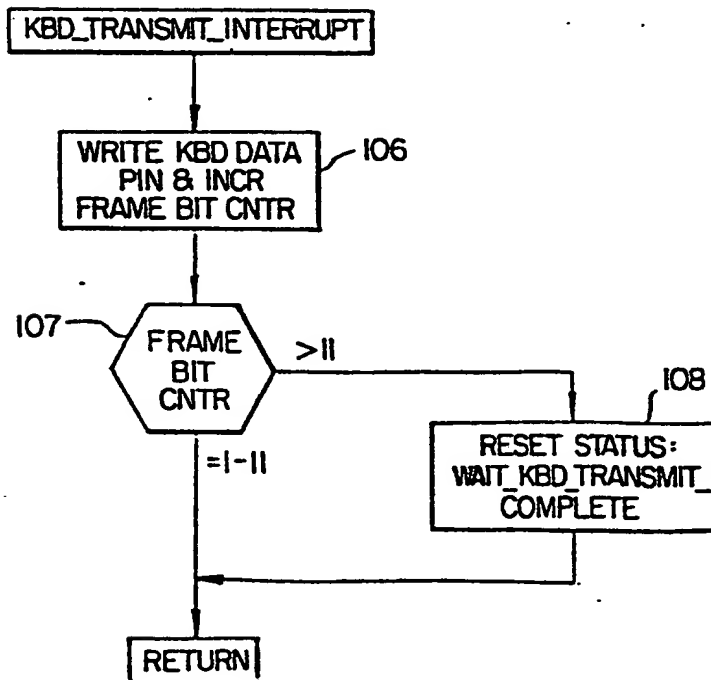 KBD_TRANSMIT_INTERRUPT
WRITE KBD DATA
PIN & INCR
FRAME BIT CNTR
106
107
FRAME
BIT
CNTR
>11
=1-11
108
RESET STATUS:
WAIT_KBD_TRANSMIT_
COMPLETE
RETURN